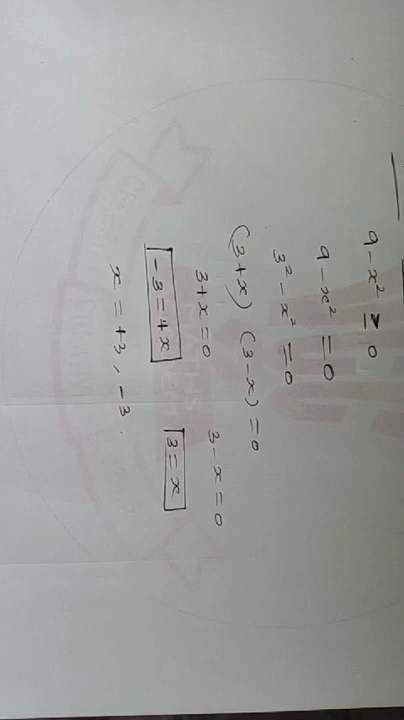 9 - x² ≥ 0
9 - x² = 0
3² - x² = 0
(3+x) (3-x) = 0
3+x = 0 3 - x = 0
-3 = +x 3 = x
x = +3, -3.